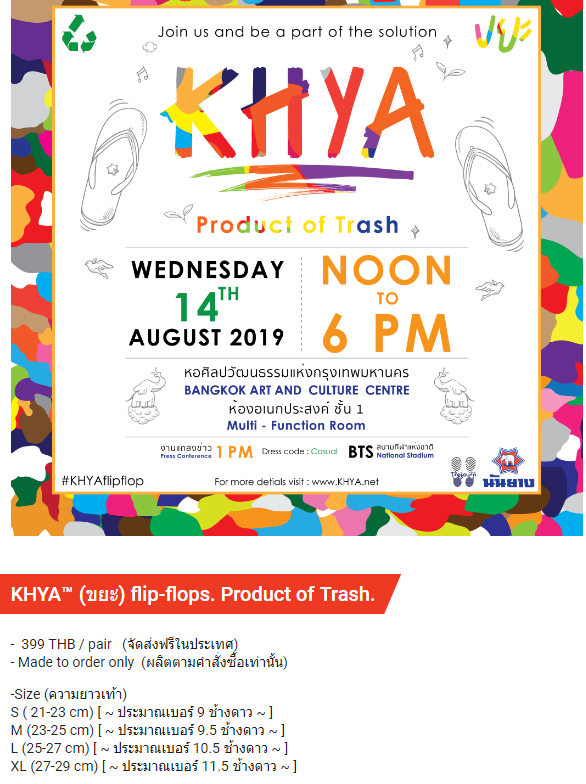 Join us and be a part of the solution
ขยะ
KHYA
Product of Trash
WEDNESDAY
14TH
AUGUST 2019
NOON
TO
6 PM
หอศิลปวัฒนธรรมแห่งกรุงเทพมหานคร
BANGKOK ART AND CULTURE CENTRE
ห้องอเนกประสงค์ ชั้น 1
Multi - Function Room
งานแถลงข่าว
Press Conference
1 PM
Dress code : Casual
BTS
สนามกีฬาแห่งชาติ
National Stadium
#KHYAflipflop
For more detials visit : www.KHYA.net
นันยาง
KHYA™ (ขยะ) flip-flops. Product of Trash.
- 399 THB / pair (จัดส่งฟรีในประเทศ)
- Made to order only (ผลิตตามคำสั่งซื้อเท่านั้น)
-Size (ความยาวเท้า)
S ( 21-23 cm) [ ~ ประมาณเบอร์ 9 ช้างดาว ~ ]
M (23-25 cm) [ ~ ประมาณเบอร์ 9.5 ช้างดาว ~ ]
L (25-27 cm) [ ~ ประมาณเบอร์ 10.5 ช้างดาว ~ ]
XL (27-29 cm) [ ~ ประมาณเบอร์ 11.5 ช้างดาว ~ ]